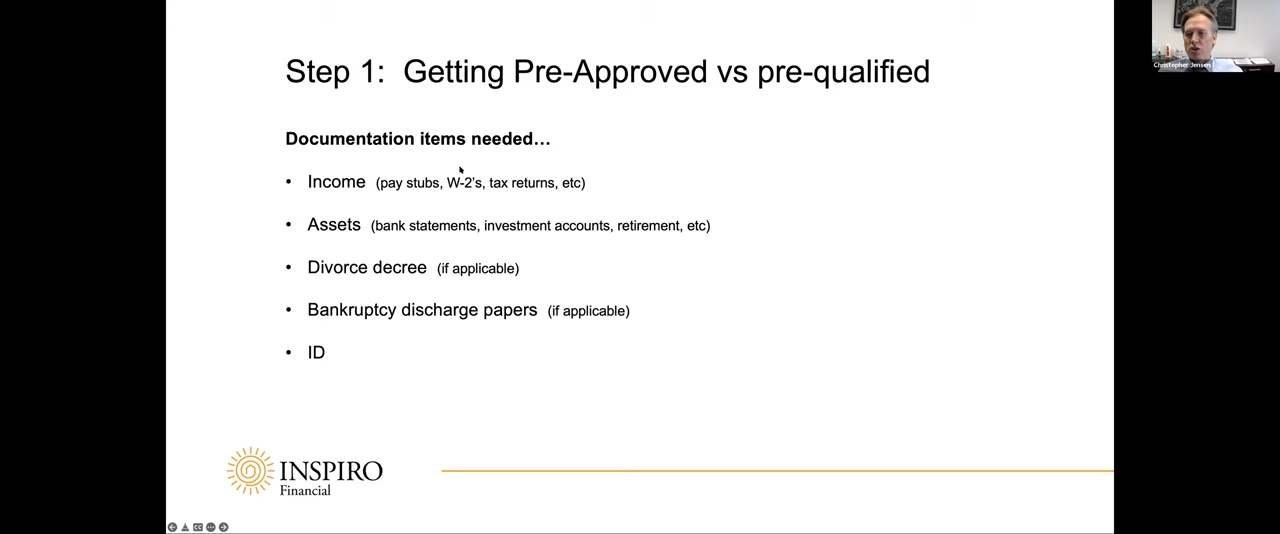 Step 1:  Getting Pre-Approved vs pre-qualified
Christopher Jensen
Documentation items needed…
• Income (pay stubs, W-2's, tax returns, etc)
• Assets (bank statements, investment accounts, retirement, etc)
• Divorce decree (if applicable)
• Bankruptcy discharge papers (if applicable)
• ID
INSPIRO
Financial